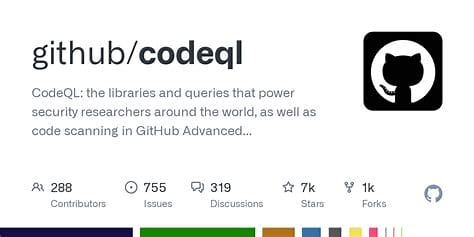 github/codeql
CodeQL: the libraries and queries that power
security researchers around the world, as well as
code scanning in GitHub Advanced...
288 755 319 7k 1k
Contributors Issues Discussions Stars Forks